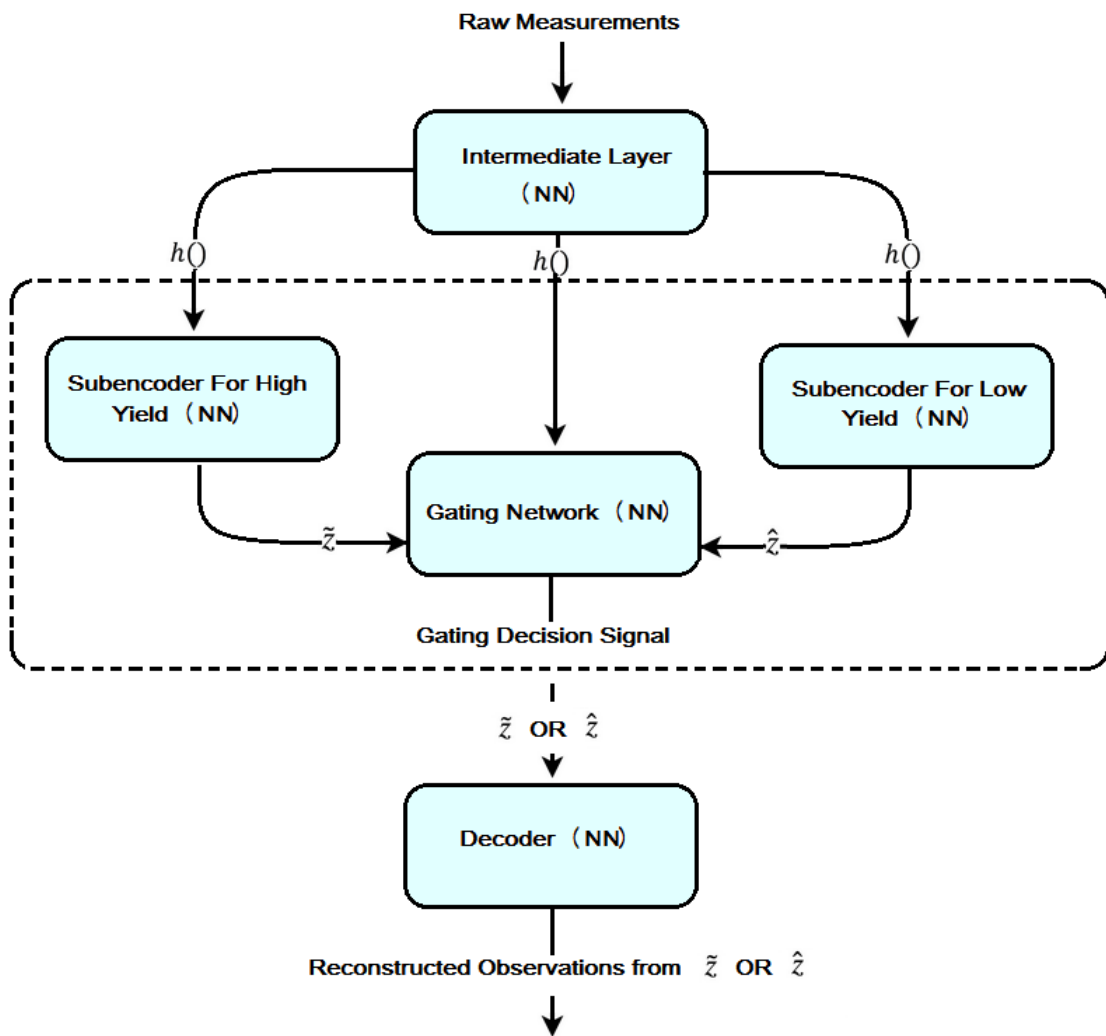 Raw Measurements
Intermediate Layer
(NN)
h()
h()
h()
Subencoder For High
Yield (NN)
Subencoder For Low
Yield (NN)
Gating Network (NN)
z̃
ẑ
Gating Decision Signal
z̃ OR ẑ
Decoder (NN)
Reconstructed Observations from z̃ OR ẑ